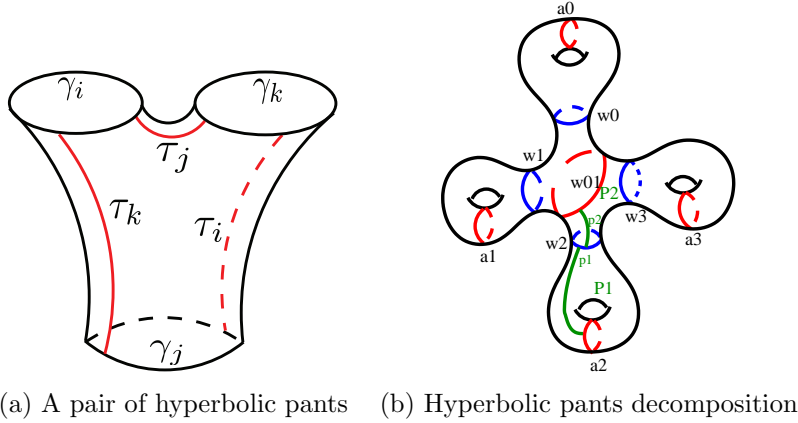 γi
γk
τj
τk
τi
γj
(a) A pair of hyperbolic pants
a0
w0
w1
w01
P2
p2
w3
w2
p1
a1
a3
P1
a2
(b) Hyperbolic pants decomposition